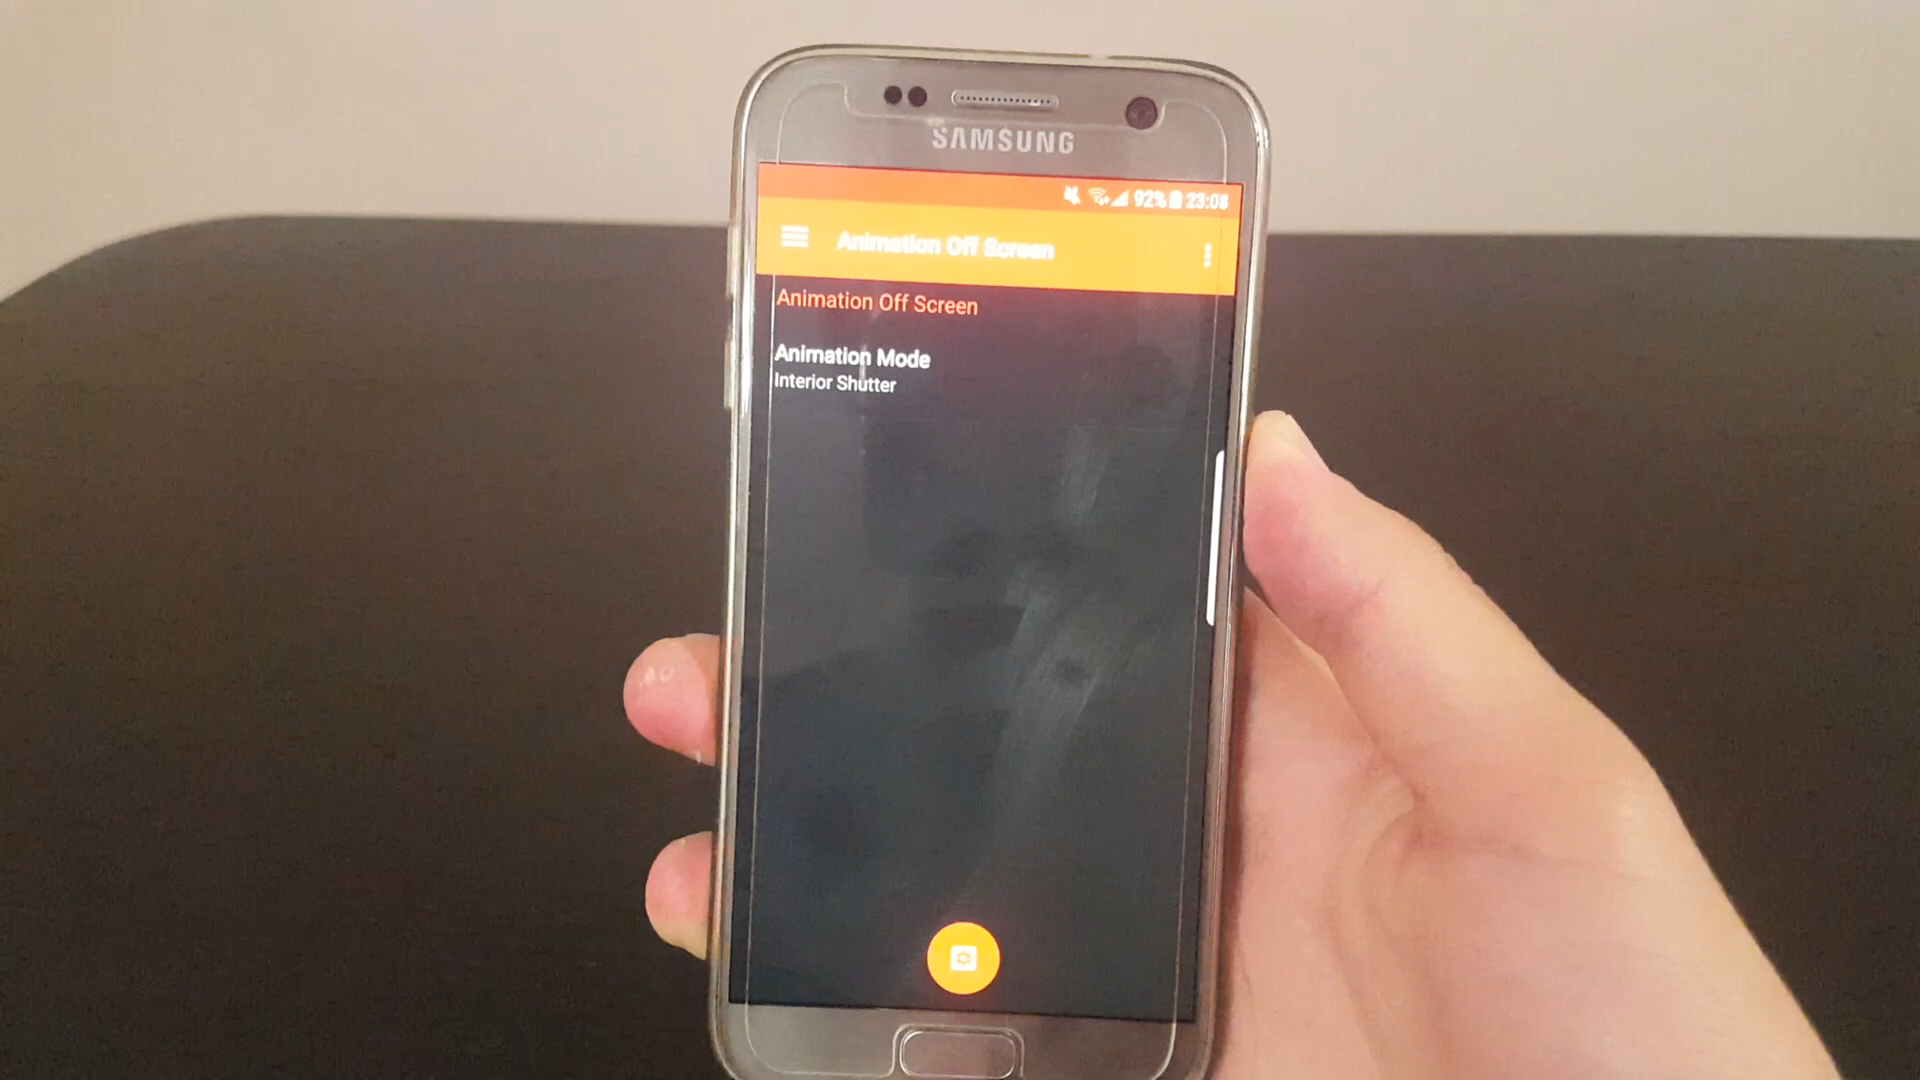 SAMSUNG
92% 23:08
Animation Off Screen
Animation Off Screen
Animation Mode
Interior Shutter